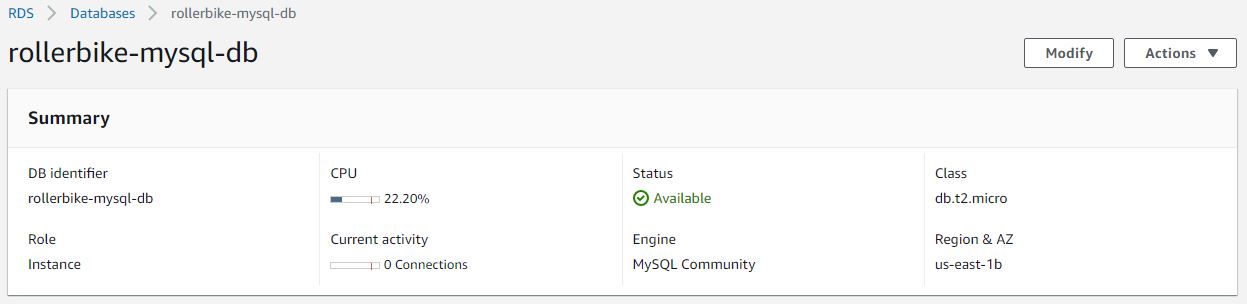 RDS > Databases > rollerbike-mysql-db
rollerbike-mysql-db
Modify
Actions
Summary
DB identifier
rollerbike-mysql-db
CPU
22.20%
Status
Available
Class
db.t2.micro
Role
Instance
Current activity
0 Connections
Engine
MySQL Community
Region & AZ
us-east-1b